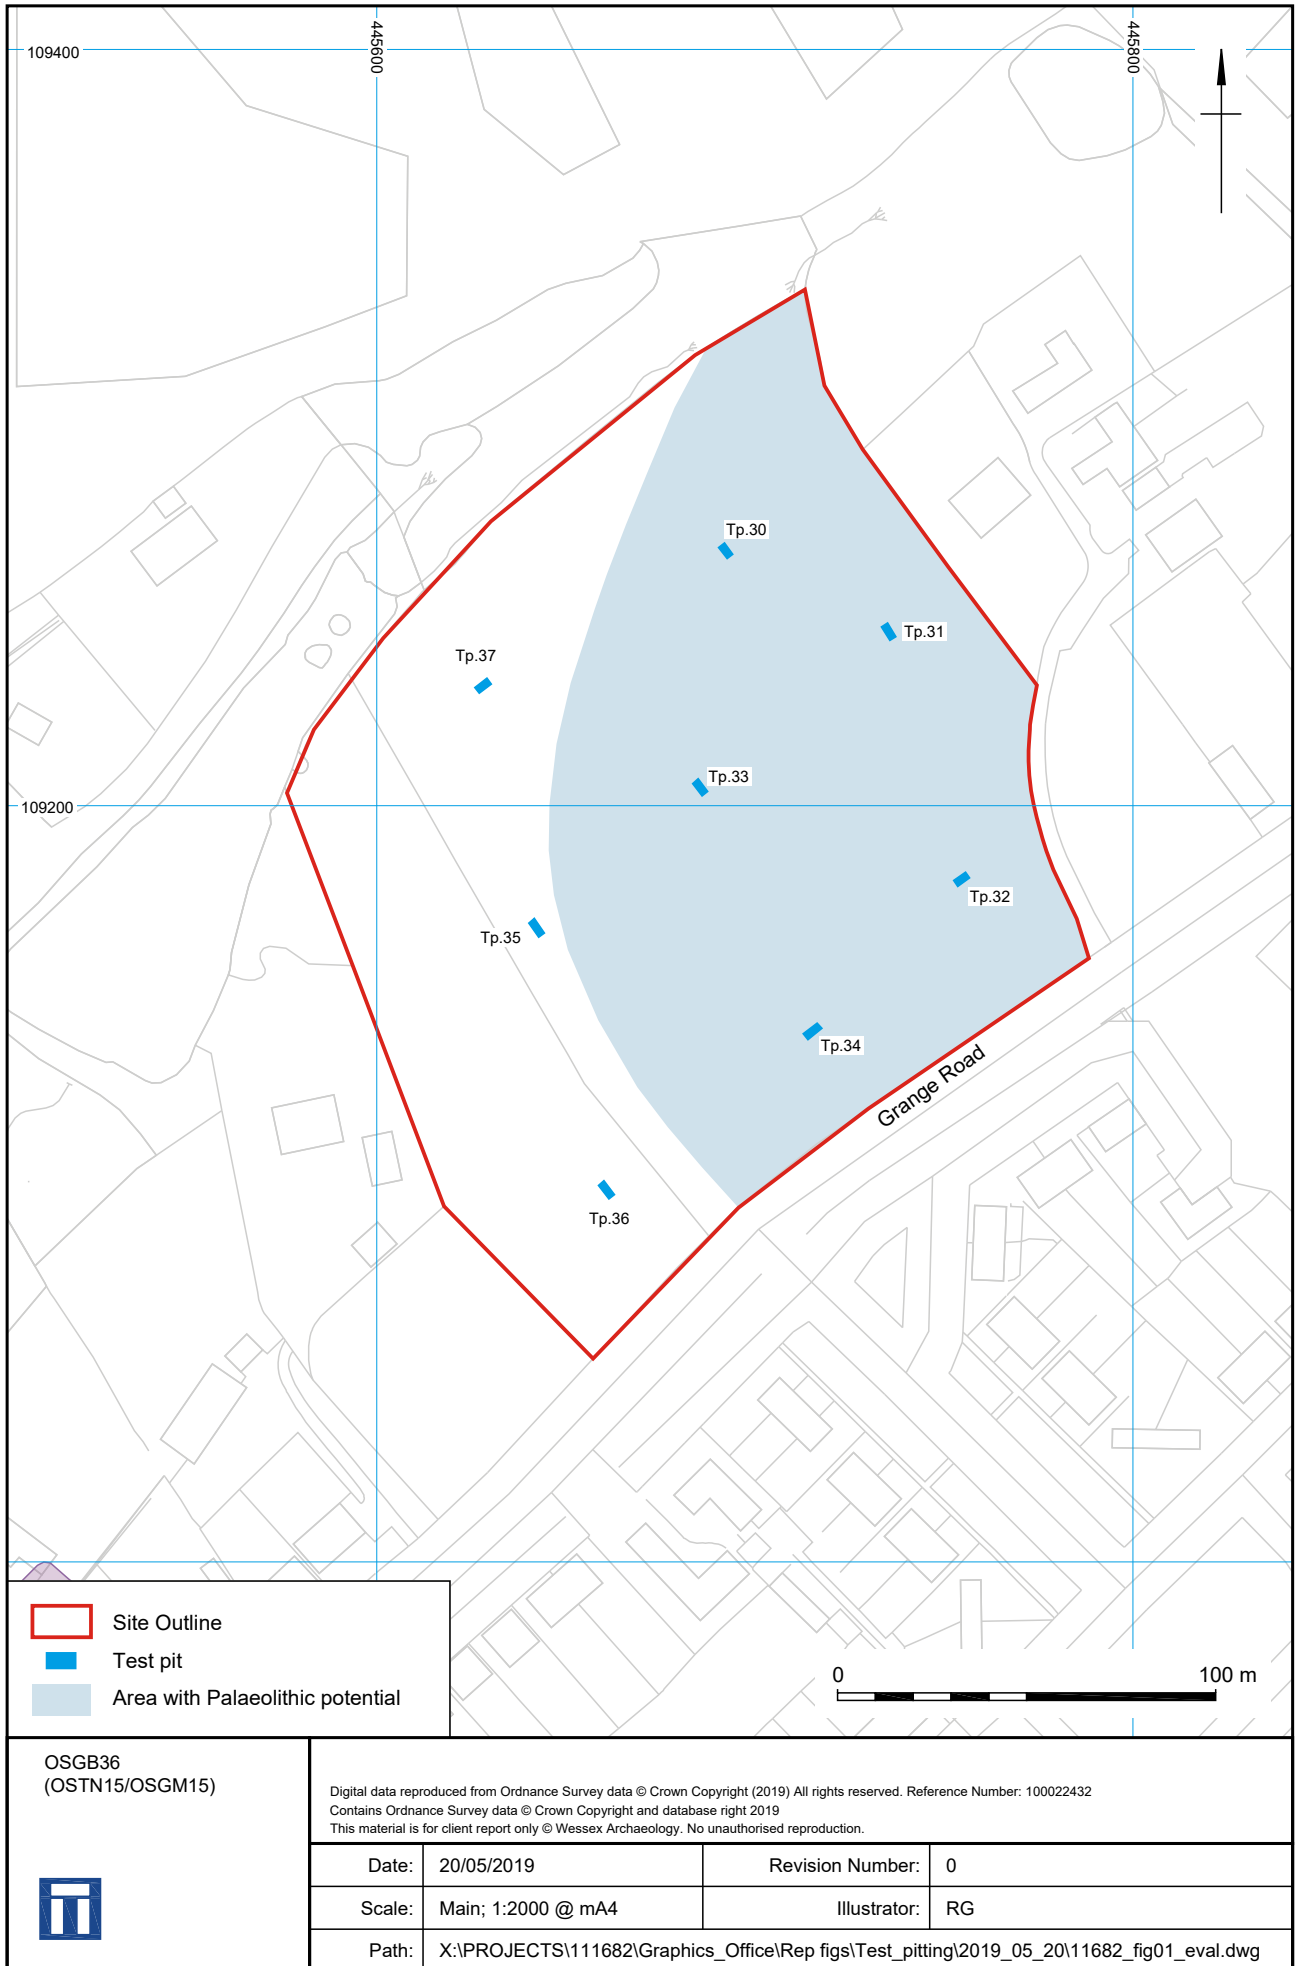 445600
445800
109400
Tp.30
Tp.31
Tp.37
Tp.33
109200
Tp.32
Tp.35
Tp.34
Grange Road
Tp.36
Site Outline
Test pit
Area with Palaeolithic potential
0 100 m
OSGB36
(OSTN15/OSGM15)
Digital data reproduced from Ordnance Survey data © Crown Copyright (2019) All rights reserved. Reference Number: 100022432
Contains Ordnance Survey data © Crown Copyright and database right 2019
This material is for client report only © Wessex Archaeology. No unauthorised reproduction.
Date: 20/05/2019 Revision Number: 0
Scale: Main; 1:2000 @ mA4 Illustrator: RG
Path: X:\PROJECTS\111682\Graphics_Office\Rep figs\Test_pitting\2019_05_20\11682_fig01_eval.dwg